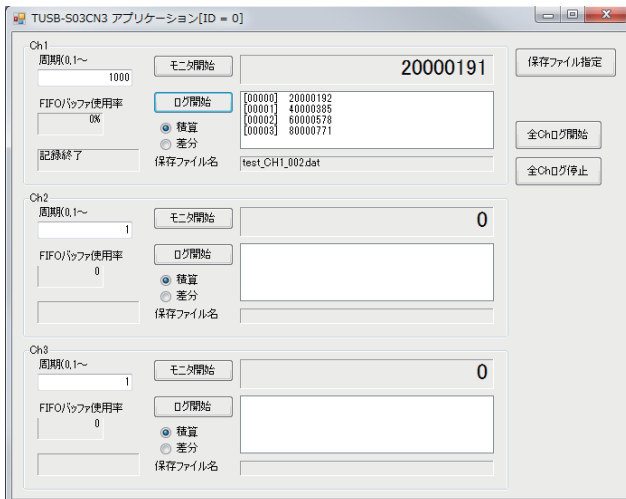 TUSB-S03CN3 アプリケーション[ID = 0]
Ch1
周期(0,1～
1000
モニタ開始
20000191
保存ファイル指定
FIFOバッファ使用率
0%
ログ開始
[00000] 20000192
[00001] 40000385
[00002] 60000578
[00003] 80000771
積算
差分
全Chログ開始
記録終了
保存ファイル名
test_CH1_002.dat
全Chログ停止
Ch2
周期(0,1～
1
モニタ開始
0
FIFOバッファ使用率
0
ログ開始
積算
差分
保存ファイル名
Ch3
周期(0,1～
1
モニタ開始
0
FIFOバッファ使用率
0
ログ開始
積算
差分
保存ファイル名